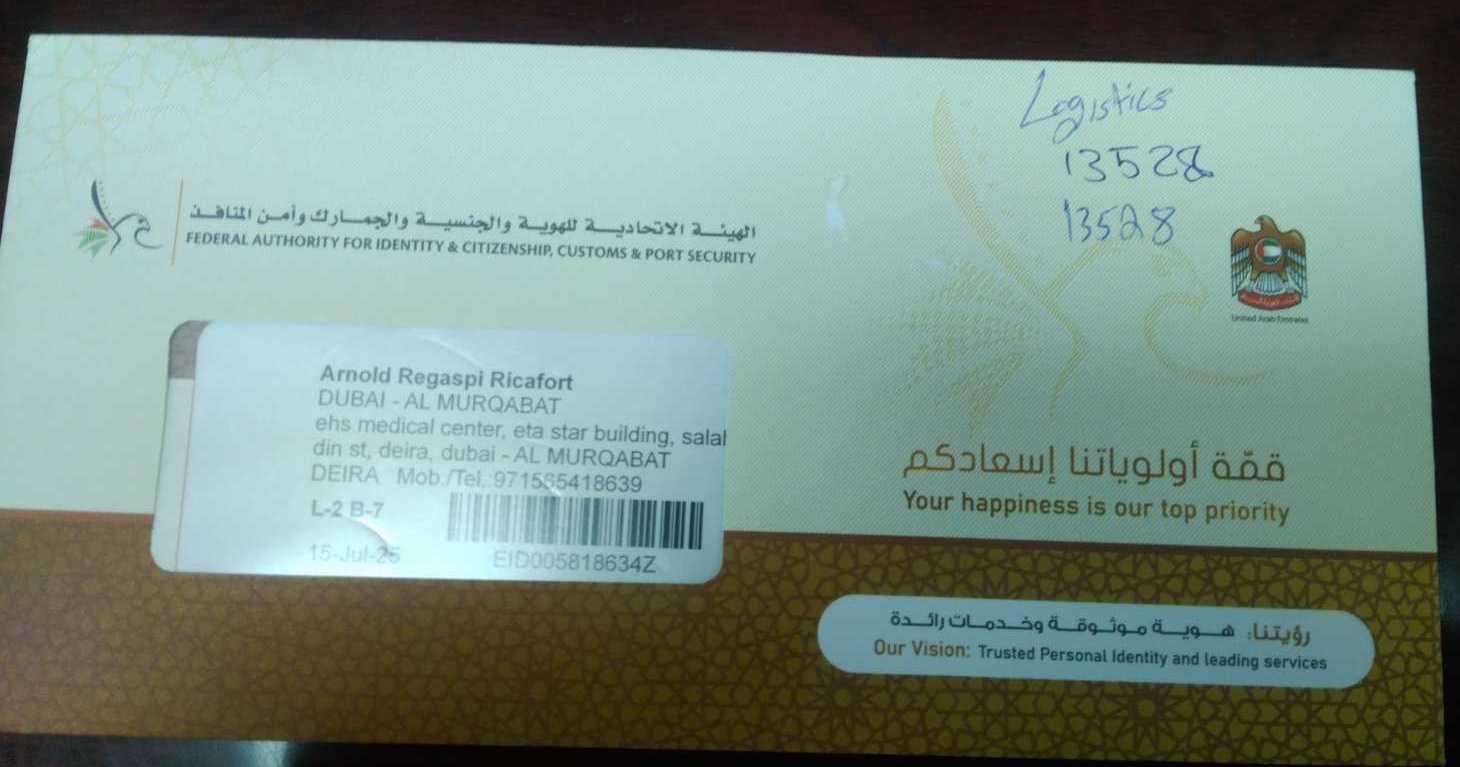 Logistics
13528
13528
الهيئة الاتحادية للهوية والجنسية والجمارك وأمن المنافذ
FEDERAL AUTHORITY FOR IDENTITY & CITIZENSHIP, CUSTOMS & PORT SECURITY
United Arab Emirates
Arnold Regaspi Ricafort
DUBAI - AL MURQABAT
ehs medical center, eta star building, salal
din st, deira, dubai - AL MURQABAT
DEIRA Mob./Tel.:971585418639
L-2 B-7
15-Jul-25
EID005818634Z
قمّة أولوياتنا إسعادكم
Your happiness is our top priority
رؤيتنا: هوية موثوقة وخدمات رائدة
Our Vision: Trusted Personal Identity and leading services